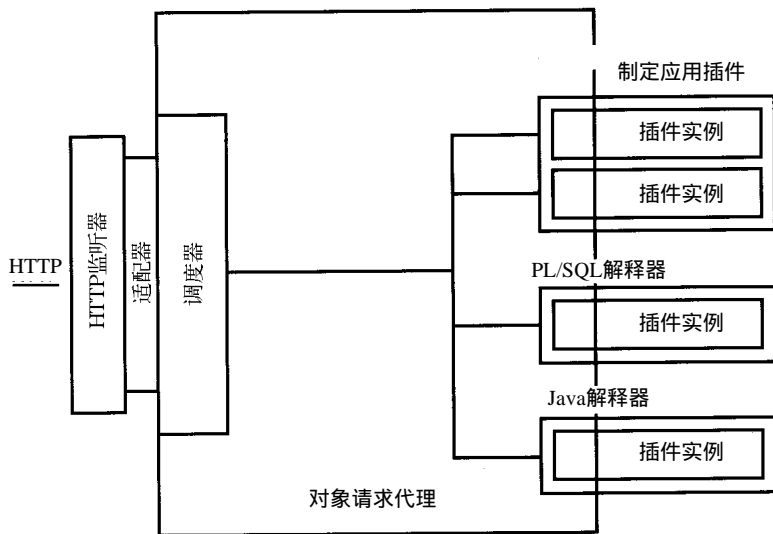 HTTP
HTTP监听器
适配器
调度器
制定应用插件
插件实例
插件实例
PL/SQL解释器
插件实例
Java解释器
插件实例
对象请求代理